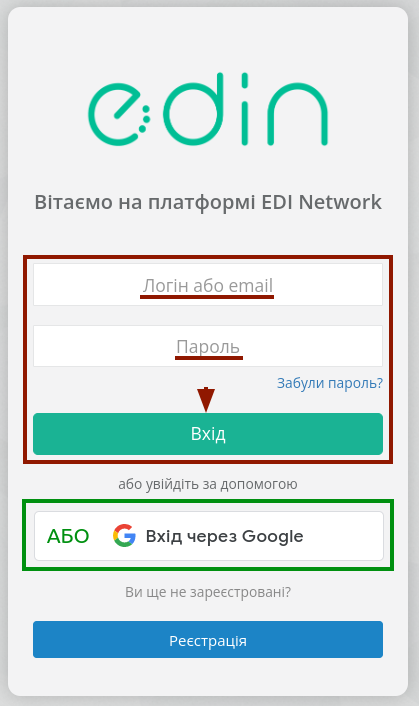 edin
Вітаємо на платформі EDI Network
Логін або email
Пароль
Забули пароль?
Вхід
або увійдіть за допомогою
АБО Вхід через Google
Ви ще не зареєстровані?
Реєстрація